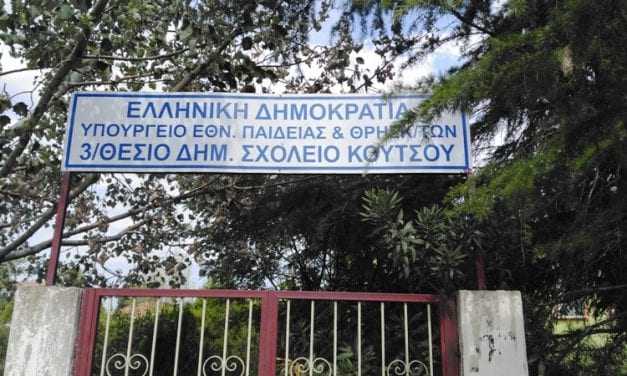 ΕΛΛΗΝΙΚΗ ΔΗΜΟΚΡΑΤΙΑ
ΥΠΟΥΡΓΕΙΟ ΕΘΝ. ΠΑΙΔΕΙΑΣ & ΘΡΗΣΚ/ΤΩΝ
3/ΘΕΣΙΟ ΔΗΜ. ΣΧΟΛΕΙΟ ΚΟΥΤΣΟΥ